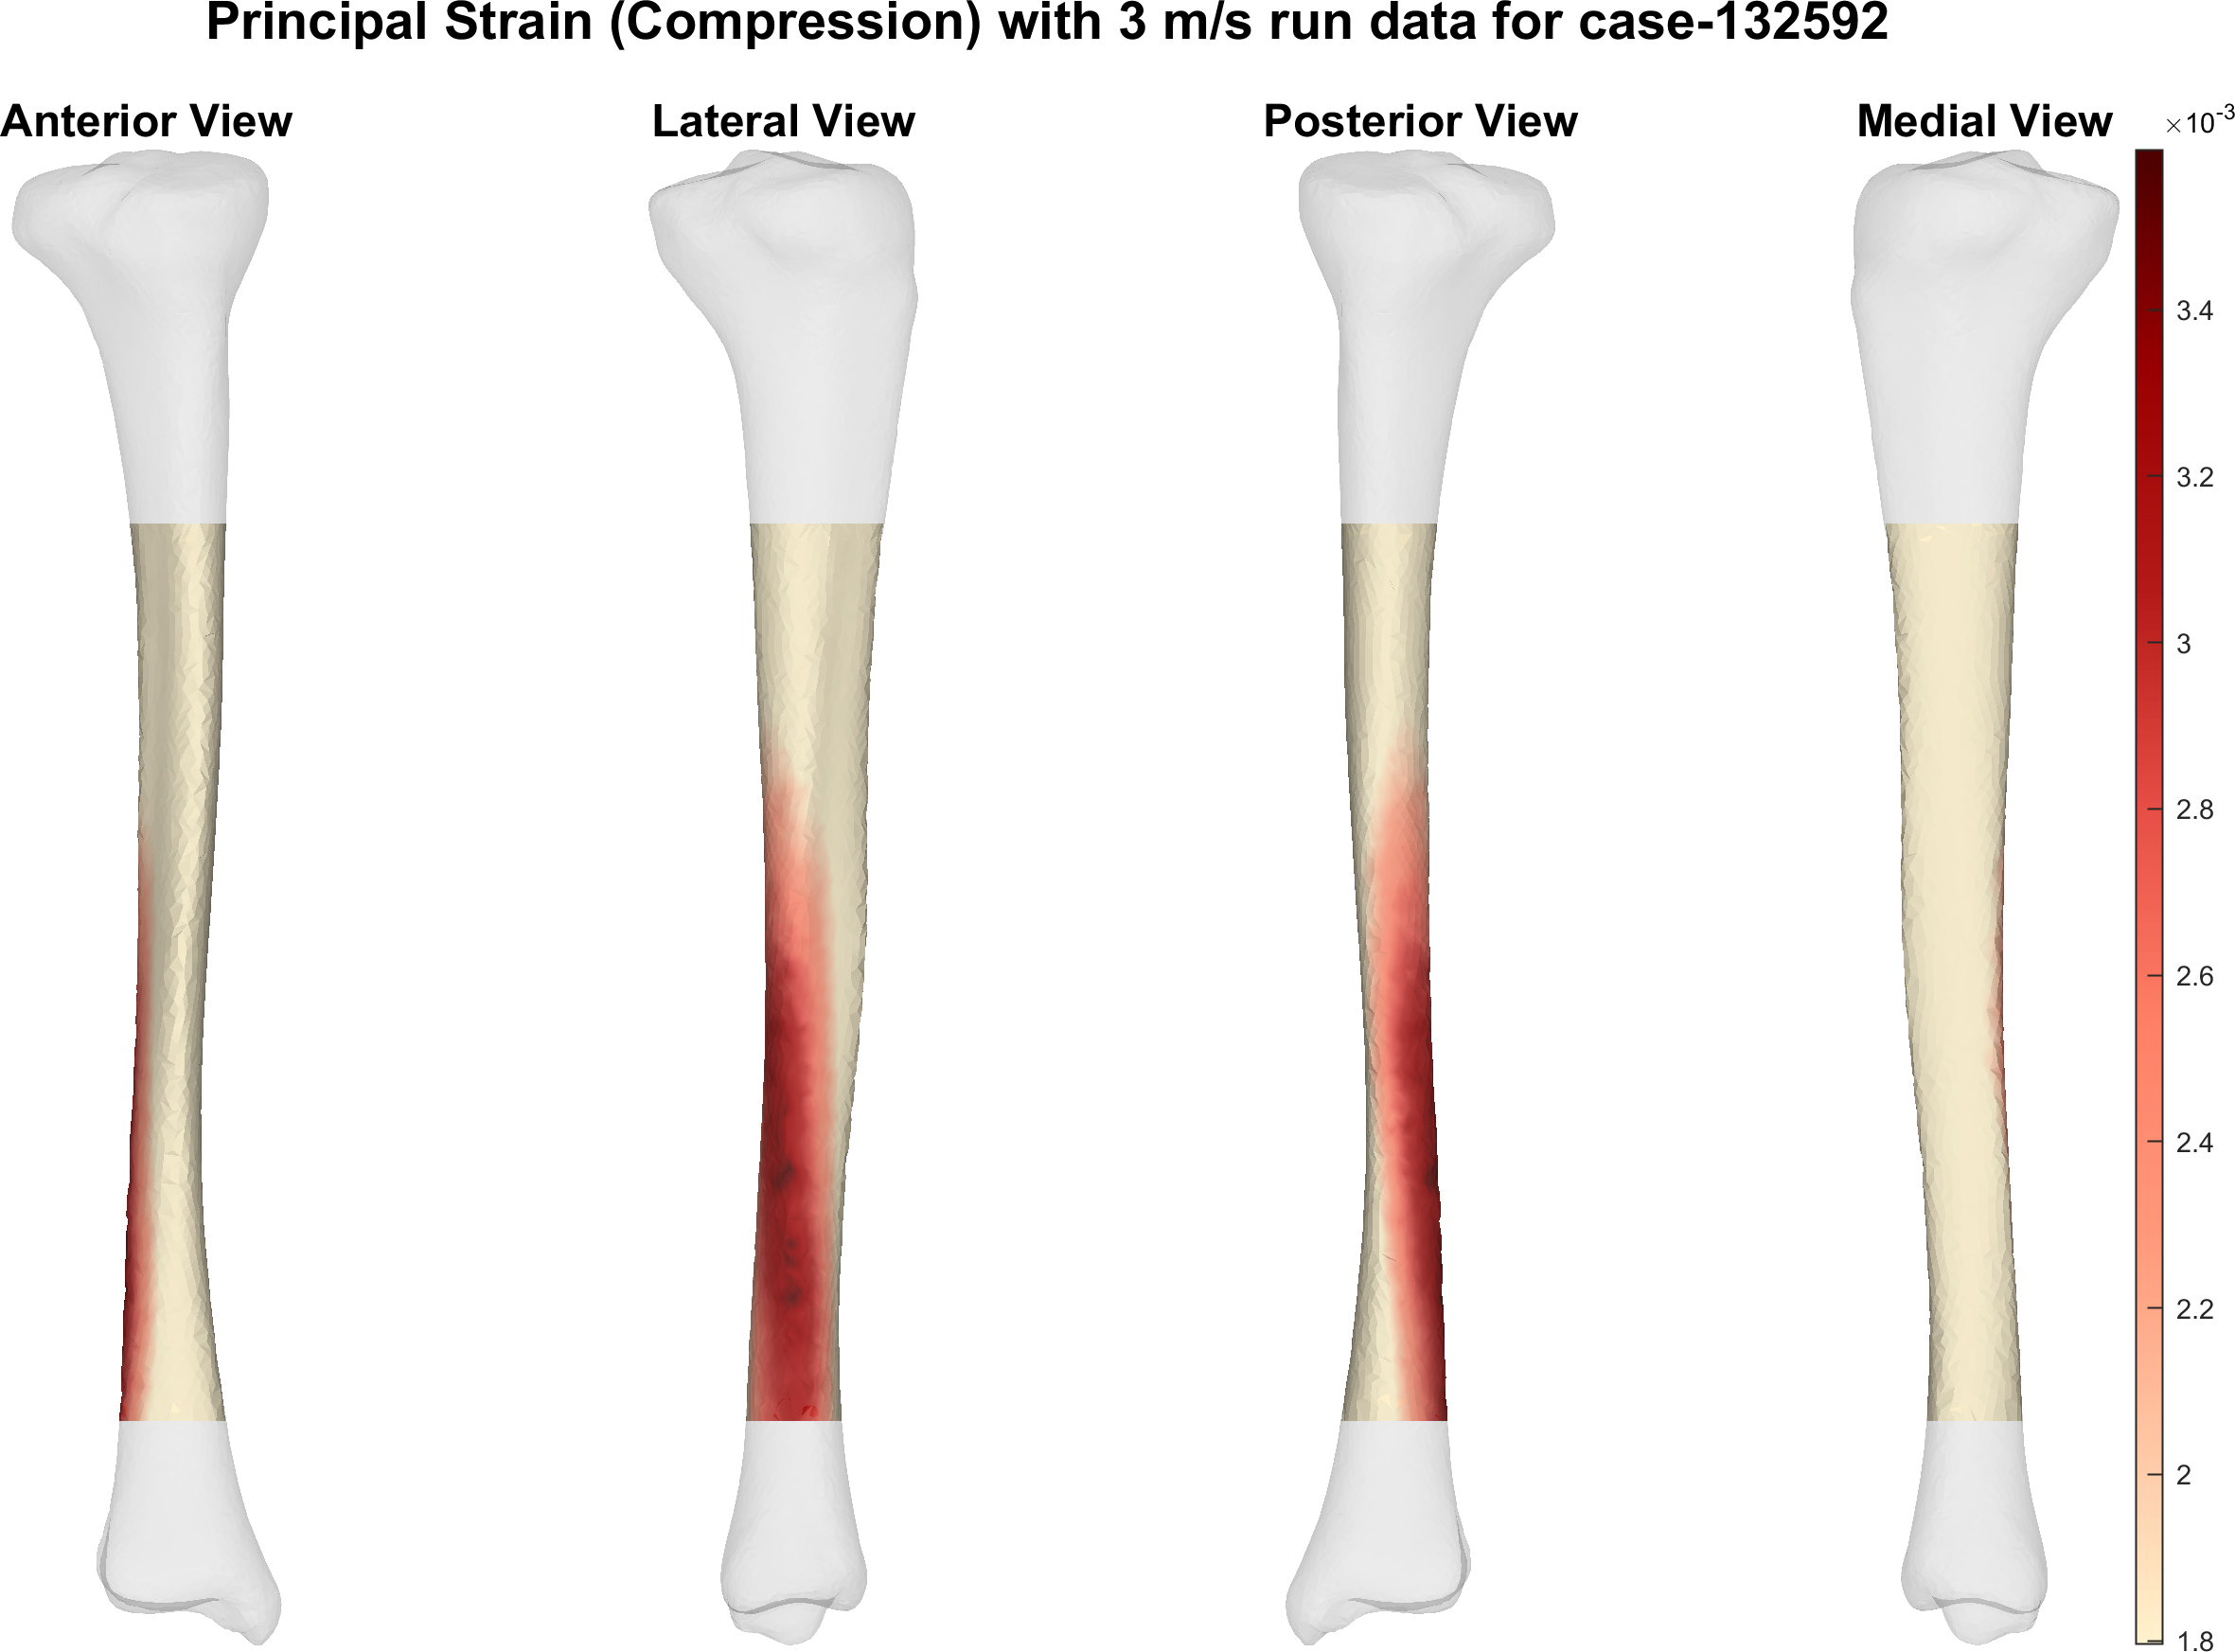 Principal Strain (Compression) with 3 m/s run data for case-132592
Anterior View
Lateral View
Posterior View
Medial View
×10-3
3.4
3.2
3
2.8
2.6
2.4
2.2
2
1.8